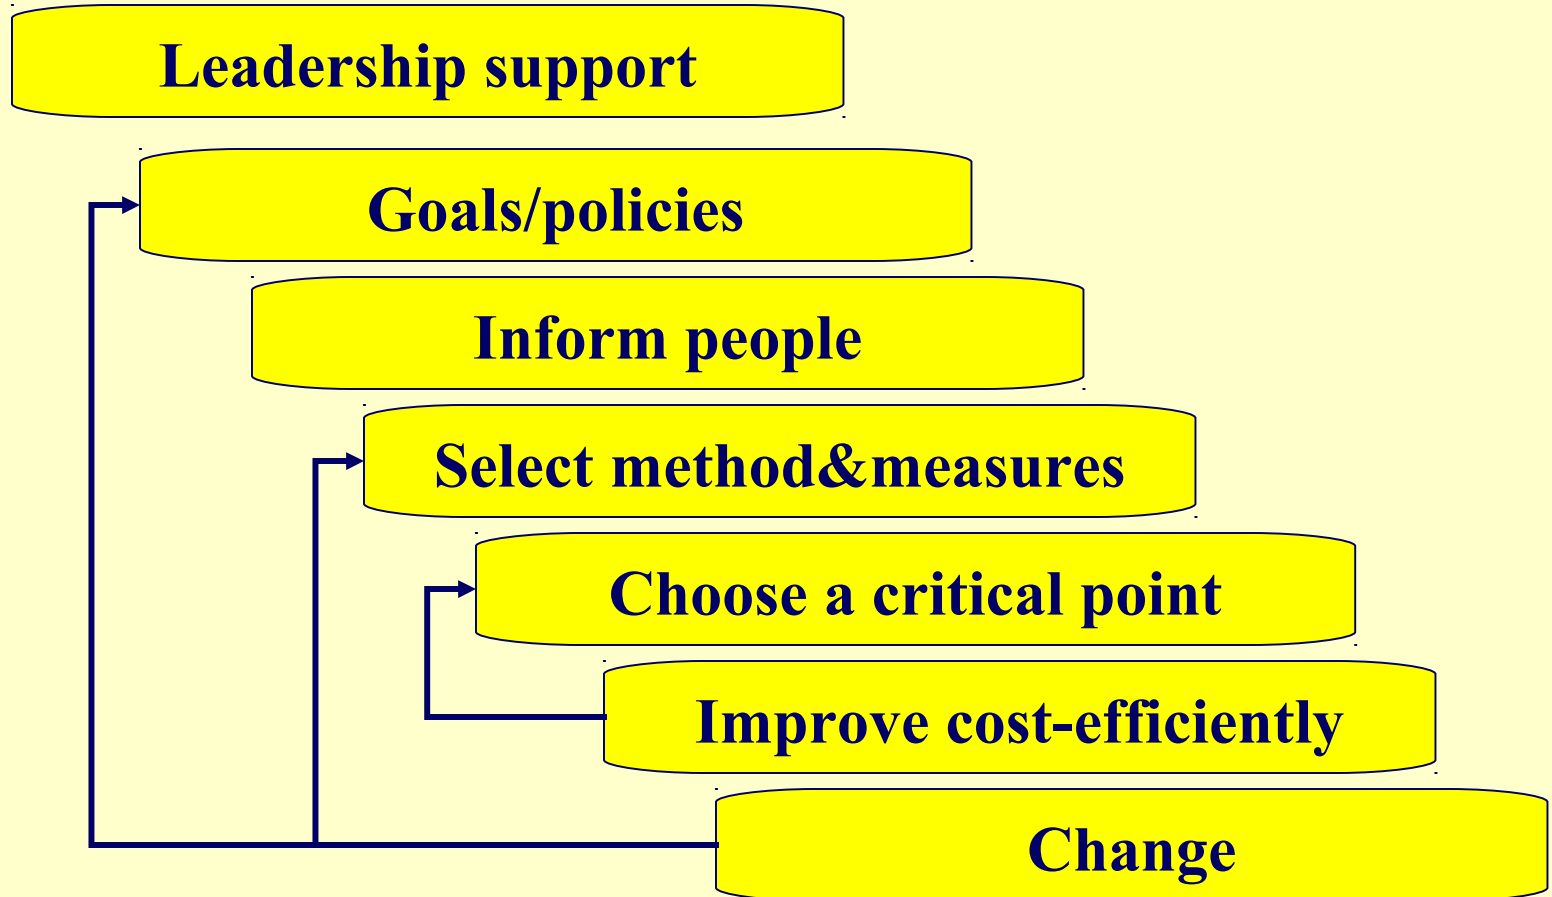 Leadership support
Goals/policies
Inform people
Select method&measures
Choose a critical point
Improve cost-efficiently
Change